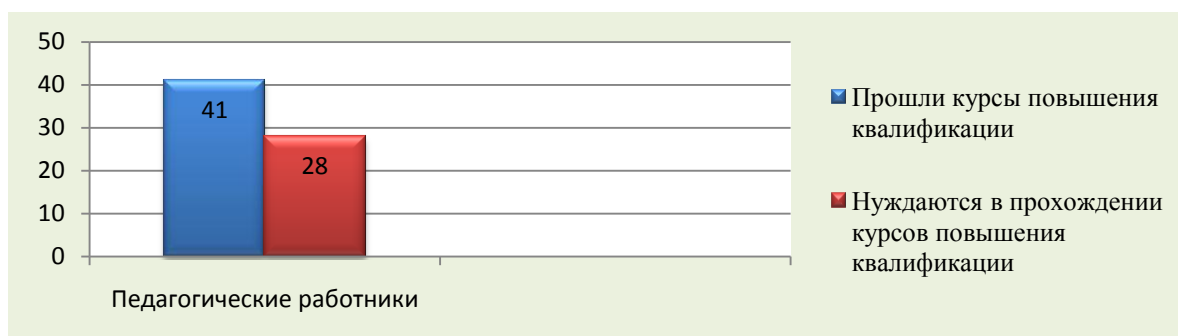 50
40
30
20
10
0
41
28
Педагогические работники
Прошли курсы повышения
квалификации
Нуждаются в прохождении
курсов повышения
квалификации